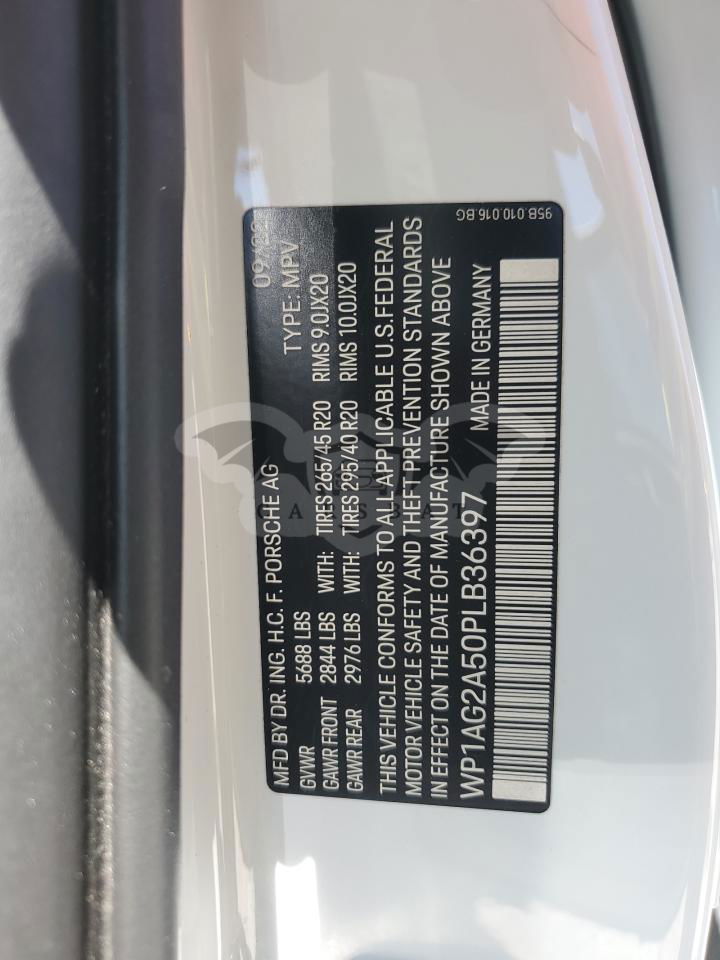 09/22
MFD BY DR. ING. H.C. F. PORSCHE AG TYPE: MPV
GVWR 5688 LBS
GAWR FRONT 2844 LBS WITH: TIRES 265/45 R20 RIMS 9.0JX20
GAWR REAR 2976 LBS WITH: TIRES 295/40 R20 RIMS 10.0JX20
THIS VEHICLE CONFORMS TO ALL APPLICABLE U.S.FEDERAL
MOTOR VEHICLE SAFETY AND THEFT PREVENTION STANDARDS
IN EFFECT ON THE DATE OF MANUFACTURE SHOWN ABOVE
WP1AG2A50PLB36397 MADE IN GERMANY
95B.010.016.BG
CARSBAT